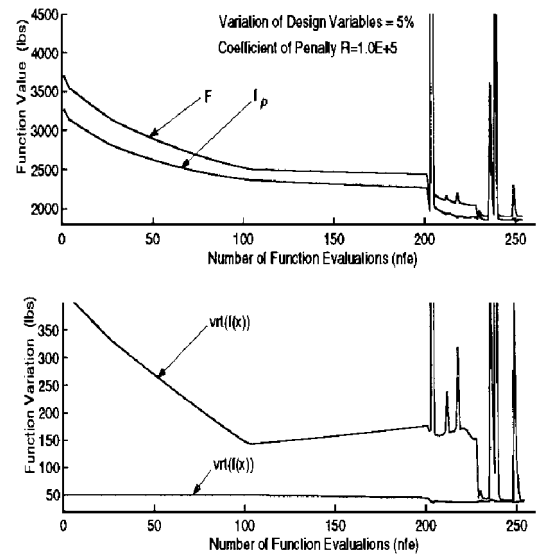 Variation of Design Variables = 5%
Coefficient of Penalty R=1.0E+5
Function Value (lbs)
4500
4000
3500
3000
2500
2000
F
f p
0
50
100
150
200
250
Number of Function Evaluations (nfe)
Function Variation (lbs)
350
300
250
200
150
100
50
vrt(f(x))
vrt(f(x))
0
50
100
150
200
250
Number of Function Evaluations (nfe)